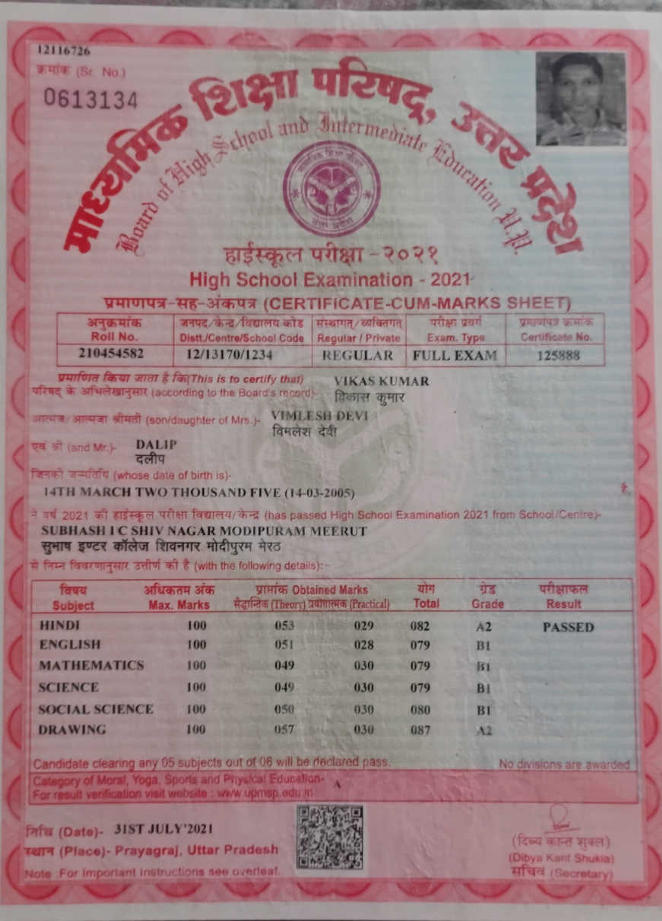 12116726
क्रमांक (Sr. No.)
0613134
माध्यमिक शिक्षा परिषद्, उत्तर प्रदेश
Board of High School and Intermediate Education U.P.
हाईस्कूल परीक्षा - २०२१
High School Examination - 2021
प्रमाणपत्र-सह-अंकपत्र (CERTIFICATE-CUM-MARKS SHEET)
अनुक्रमांक जनपद/केन्द्र/विद्यालय कोड संस्थागत/व्यक्तिगत परीक्षा प्रवर्ग प्रमाणपत्र क्रमांक
Roll No. Distt./Centre/School Code Regular / Private Exam. Type Certificate No.
210454582 12/13170/1234 REGULAR FULL EXAM 125888
प्रमाणित किया जाता है कि(This is to certify that) VIKAS KUMAR
परिषद के अभिलेखानुसार (according to the Board's record)- विकास कुमार
आत्मज/आत्मजा श्रीमती (son/daughter of Mrs.)- VIMLESH DEVI
विमलेश देवी
एवं श्री (and Mr.)- DALIP
दलीप
जिनकी जन्मतिथि (whose date of birth is)-
14TH MARCH TWO THOUSAND FIVE (14-03-2005) है,
ने वर्ष 2021 की हाईस्कूल परीक्षा विद्यालय/केन्द्र (has passed High School Examination 2021 from School/Centre)-
SUBHASH I C SHIV NAGAR MODIPURAM MEERUT
सुभाष इण्टर कॉलेज शिवनगर मोदीपुरम मेरठ
से निम्न विवरणानुसार उत्तीर्ण की है (with the following details):-
विषय अधिकतम अंक प्राप्तांक Obtained Marks योग ग्रेड परीक्षाफल
Subject Max. Marks सैद्धान्तिक (Theory) प्रयोगात्मक (Practical) Total Grade Result
HINDI 100 053 029 082 A2 PASSED
ENGLISH 100 051 028 079 B1
MATHEMATICS 100 049 030 079 B1
SCIENCE 100 049 030 079 B1
SOCIAL SCIENCE 100 050 030 080 B1
DRAWING 100 057 030 087 A2
Candidate clearing any 05 subjects out of 06 will be declared pass. No divisions are awarded
Category of Moral, Yoga, Sports and Physical Education- A
For result verification visit website : www.upmsp.edu.in
तिथि (Date)- 31ST JULY'2021
स्थान (Place)- Prayagraj, Uttar Pradesh
Note :For important instructions see overleaf.
(दिव्य कान्त शुक्ल)
(Dibya Kant Shukla)
सचिव (Secretary)